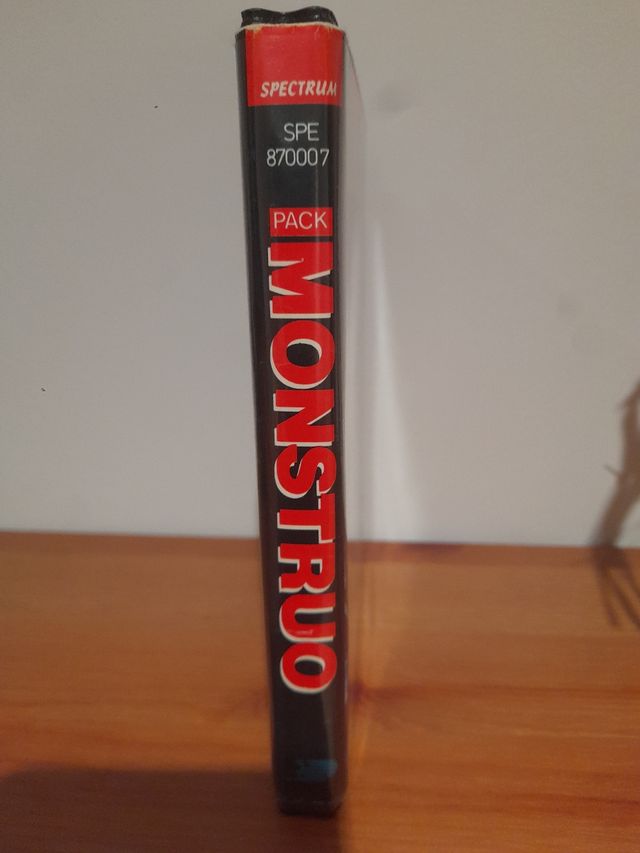 SPECTRUM
SPE
870007
PACK
MONSTRUO